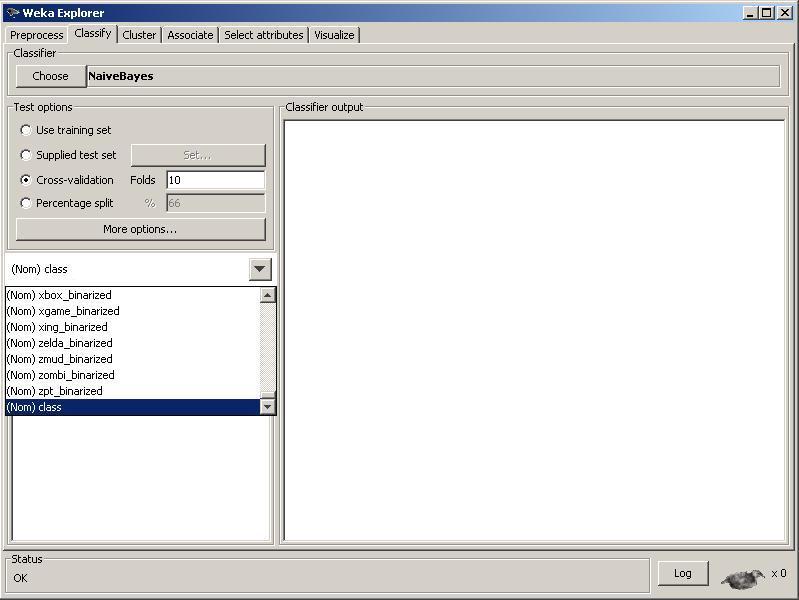 Weka Explorer
Preprocess Classify Cluster Associate Select attributes Visualize
Classifier
Choose NaiveBayes
Test options
Use training set
Supplied test set Set...
Cross-validation Folds 10
Percentage split % 66
More options...
(Nom) class
(Nom) xbox_binarized
(Nom) xgame_binarized
(Nom) xing_binarized
(Nom) zelda_binarized
(Nom) zmud_binarized
(Nom) zombi_binarized
(Nom) zpt_binarized
(Nom) class
Classifier output
Status
OK
Log
x 0